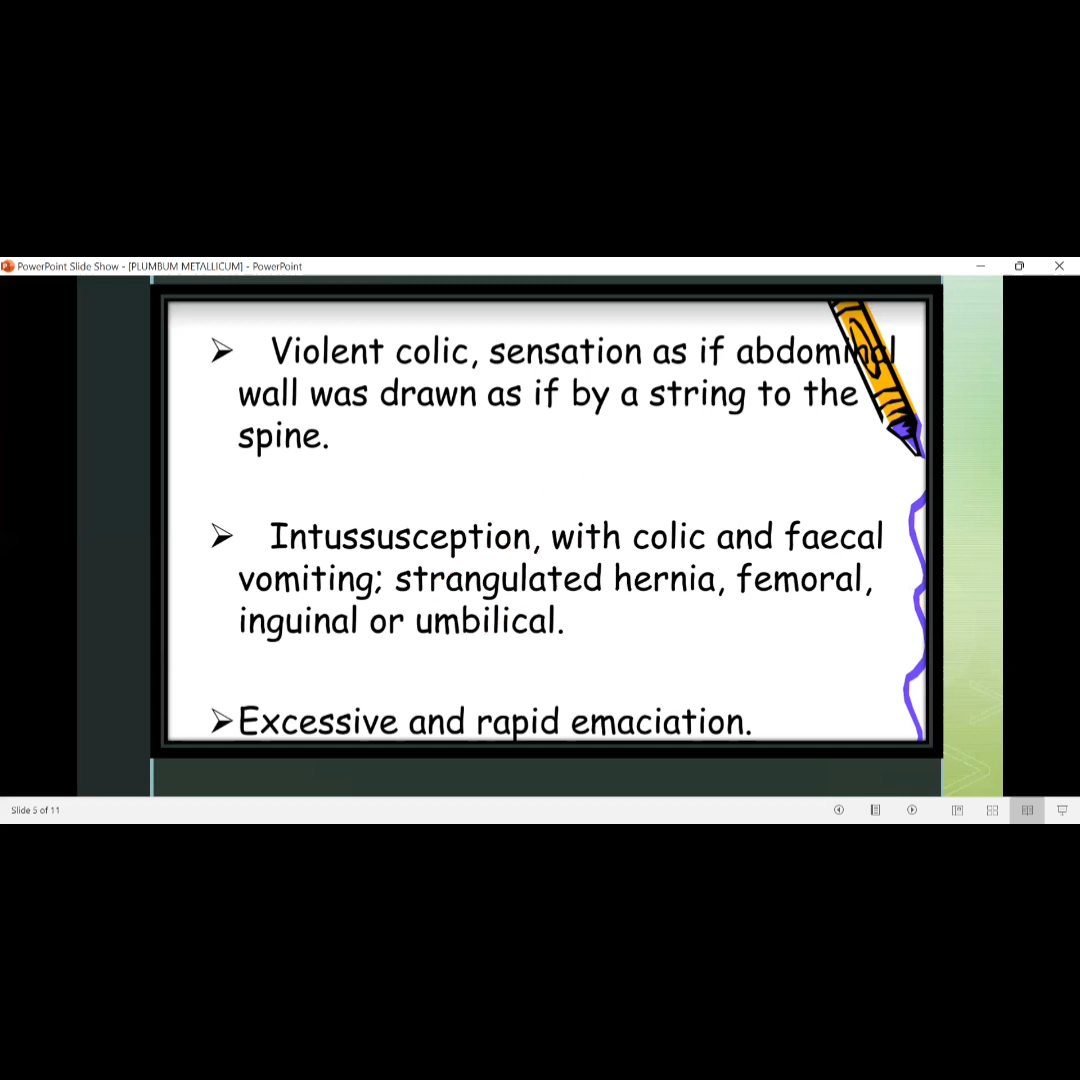 PowerPoint Slide Show - [PLUMBUM METALLICUM] - PowerPoint
➢ Violent colic, sensation as if abdominal
wall was drawn as if by a string to the
spine.
➢ Intussusception, with colic and faecal
vomiting; strangulated hernia, femoral,
inguinal or umbilical.
➢Excessive and rapid emaciation.
Slide 5 of 11